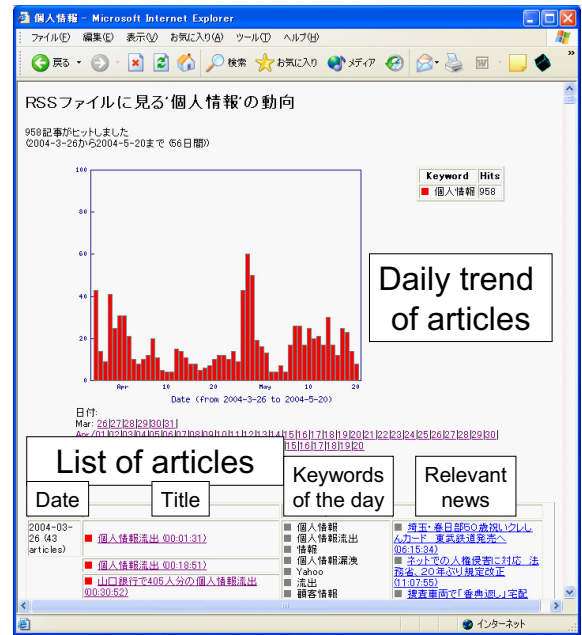 個人情報 - Microsoft Internet Explorer
ファイル(F) 編集(E) 表示(V) お気に入り(A) ツール(T) ヘルプ(H)
戻る 検索 お気に入り メディア
RSSファイルに見る'個人情報'の動向
958記事がヒットしました
(2004-3-26から2004-5-20まで (56日間))
100
80
60
40
20
0
Apr 10 20 May 10 20
Date (from 2004-3-26 to 2004-5-20)
Keyword Hits
個人情報 958
Daily trend
of articles
日付:
Mar: 26|27|28|29|30|31|
Apr/01|02|03|04|05|06|07|08|09|10|11|12|13|14|15|16|17|18|19|20|21|22|23|24|25|26|27|28|29|30|
15|16|17|18|19|20
List of articles
Date
Title
Keywords
of the day
Relevant
news
2004-03-
26 (43
articles)
個人情報流出 (00:01:31)
個人情報流出 (00:18:51)
山口銀行で405人分の個人情報流出
(00:30:52)
個人情報
個人情報流出
情報
個人情報漏洩
Yahoo
流出
顧客情報
埼玉・春日部50歳祝いクレし
んカード 東武鉄道発売へ
(06:15:34)
ネットでの人権侵害に対応 法
務省、20年ぶり規定改正
(11:07:55)
捜査車両で「香典返し」宅配
インターネット